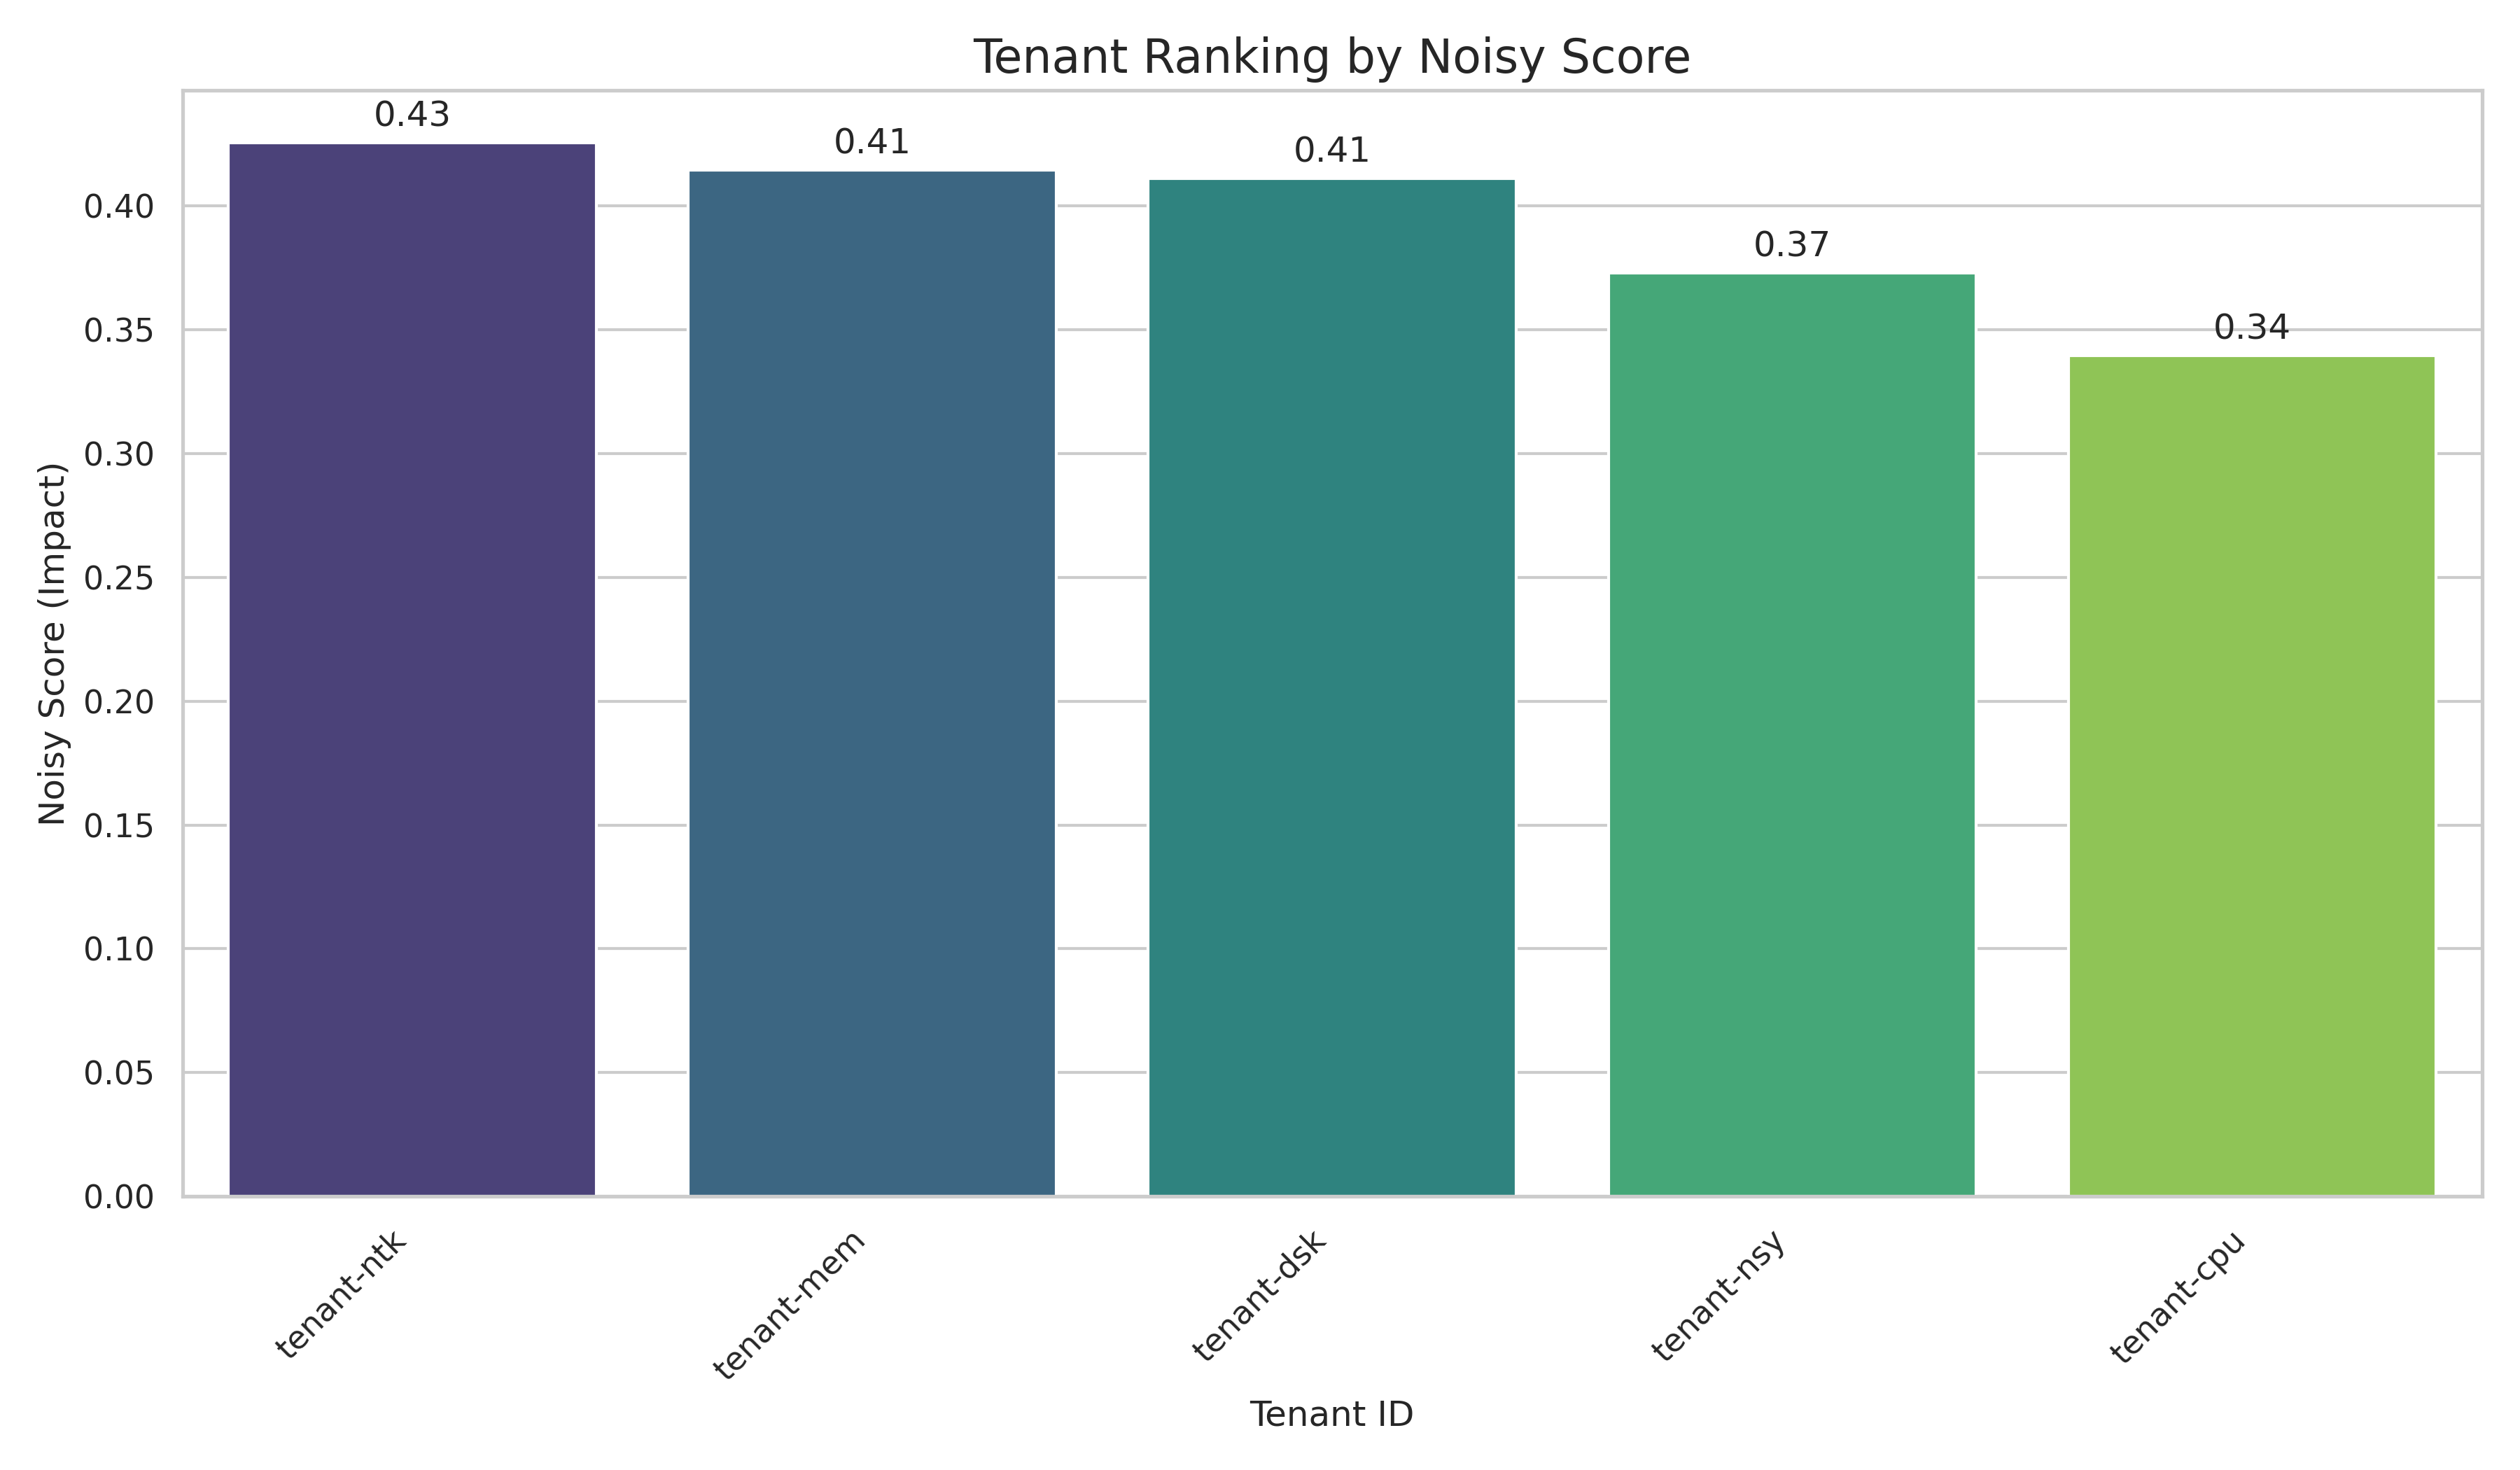 Tenant Ranking by Noisy Score
0.43
0.41
0.41
0.37
0.34
Noisy Score (Impact)
0.40
0.35
0.30
0.25
0.20
0.15
0.10
0.05
0.00
tenant-ntk
tenant-mem
tenant-dsk
tenant-nsy
tenant-cpu
Tenant ID